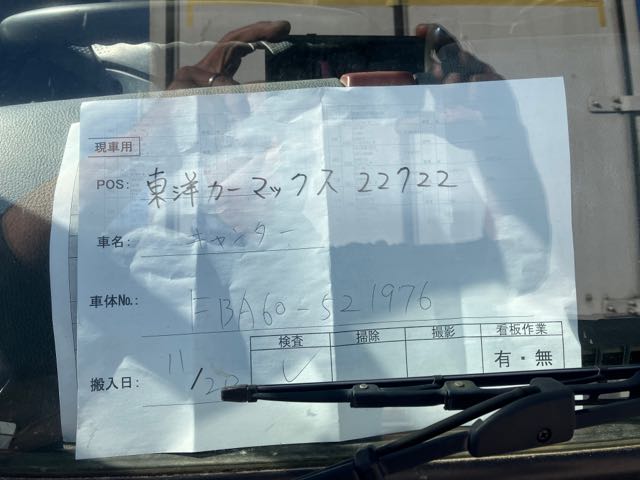 現車用
POS: 東洋カーマックス 22722
車名: キャンター
車体No.: FBA60-521976
検査 掃除 撮影 看板作業
搬入日: 11/20 有・無